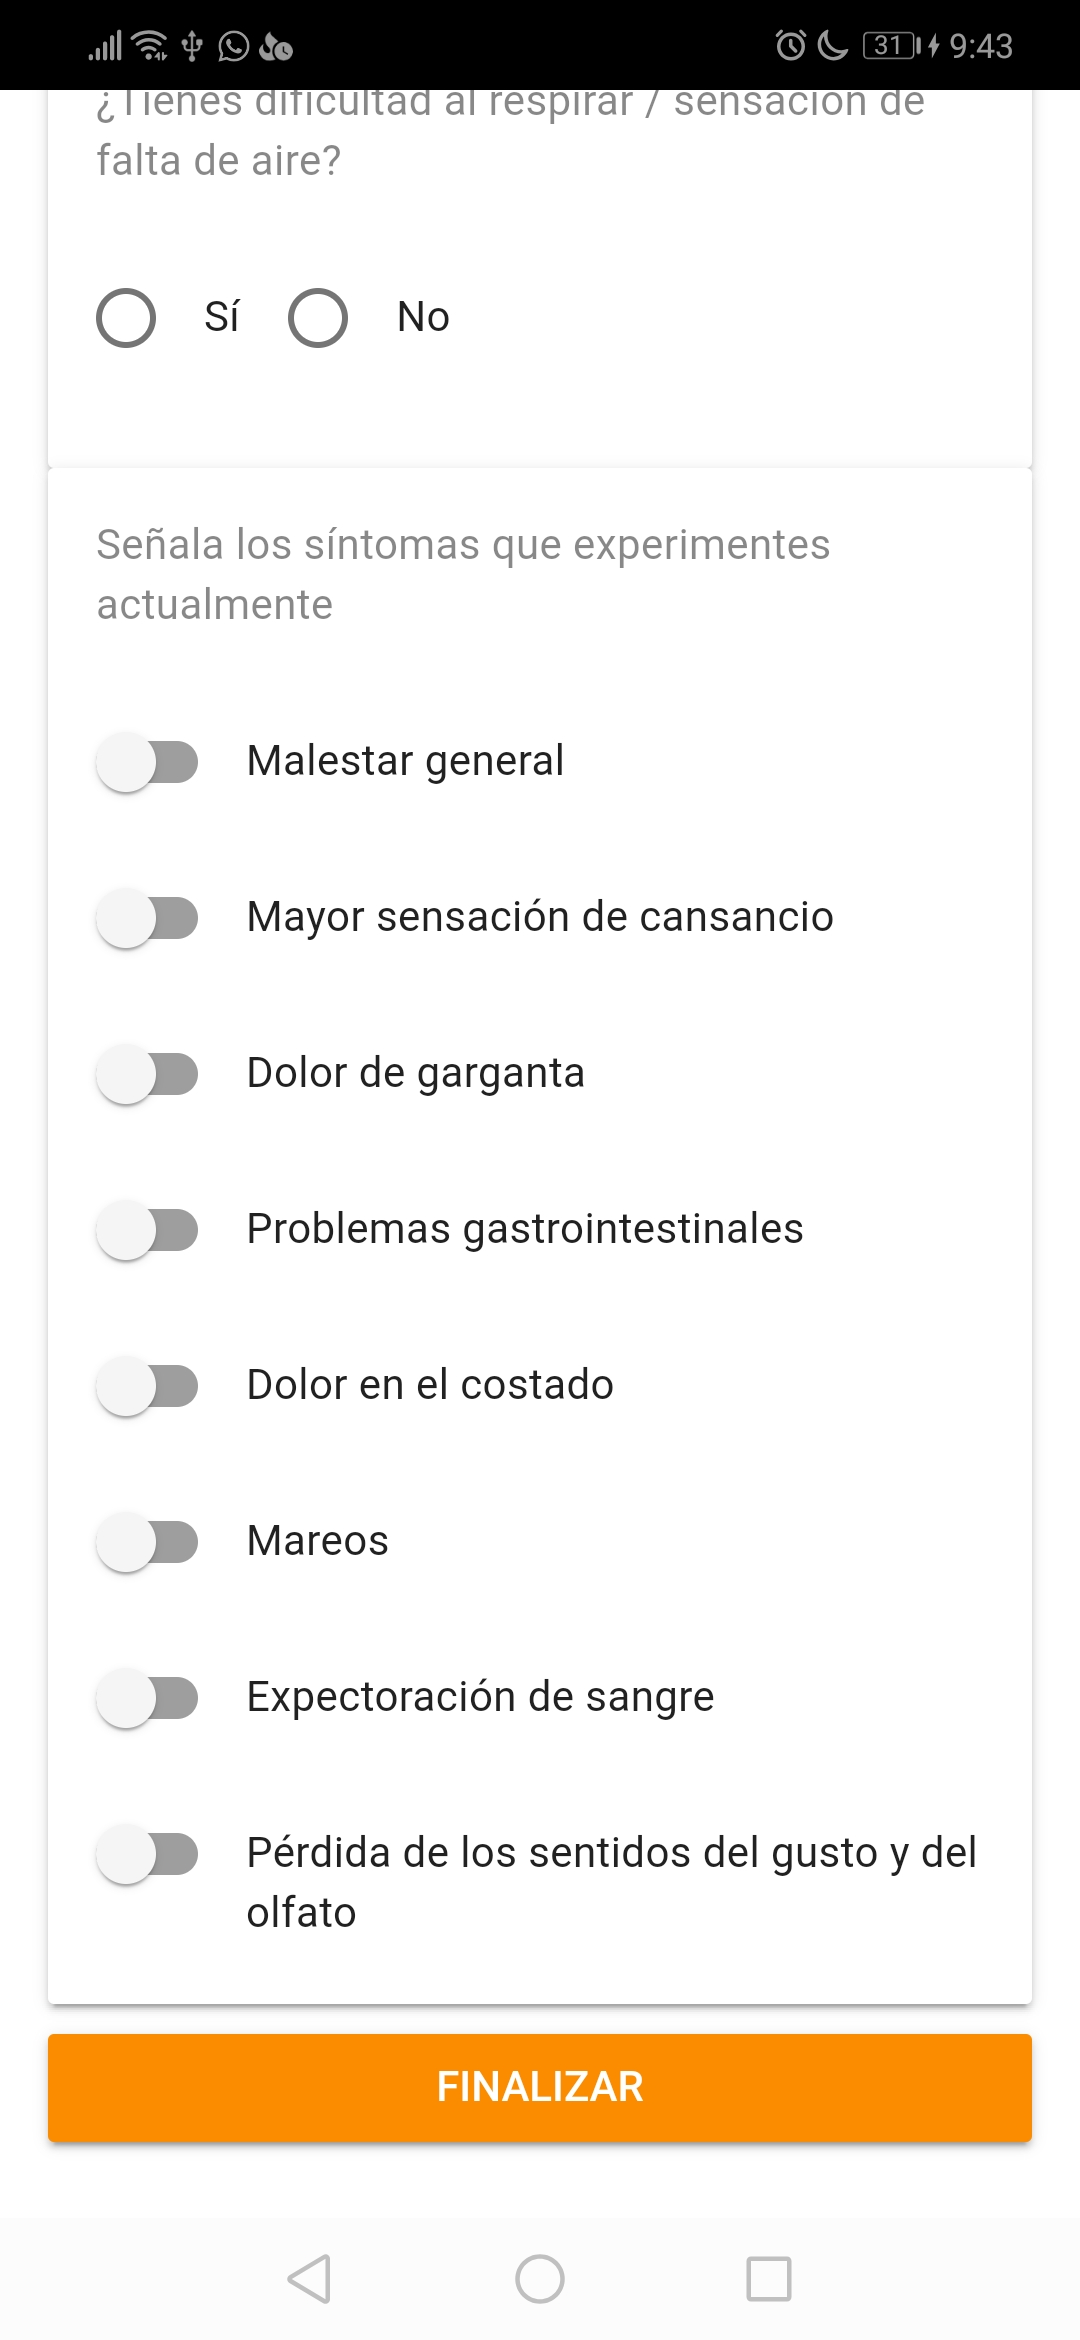 31 9:43
¿Tienes dificultad al respirar / sensación de
falta de aire?
Sí No
Señala los síntomas que experimentes
actualmente
Malestar general
Mayor sensación de cansancio
Dolor de garganta
Problemas gastrointestinales
Dolor en el costado
Mareos
Expectoración de sangre
Pérdida de los sentidos del gusto y del
olfato
FINALIZAR